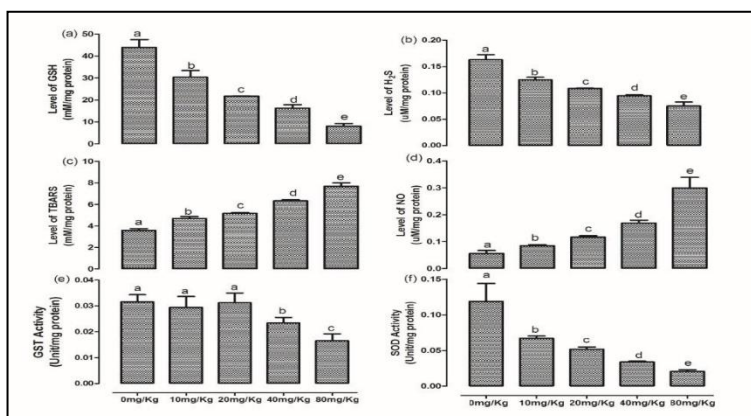 (a)
Level of GSH
(mM/mg protein)
50
40
30
20
10
0
a
b
c
d
e
(b)
Level of H₂S
(uM/mg protein)
0.20
0.15
0.10
0.05
0.00
a
b
c
d
e
(c)
Level of TBARS
(mM/mg protein)
8
6
4
2
0
a
b
c
d
e
(d)
Level of NO
(uM/mg protein)
0.4
0.3
0.2
0.1
0.0
a
b
c
d
e
(e)
GST Activity
(Unit/mg protein)
0.04
0.03
0.02
0.01
0.00
a
a
a
b
c
0mg/Kg 10mg/Kg 20mg/Kg 40mg/Kg 80mg/Kg
(f)
SOD Activity
(Unit/mg protein)
0.15
0.10
0.05
0.00
a
b
c
d
e
0mg/Kg 10mg/Kg 20mg/Kg 40mg/Kg 80mg/Kg